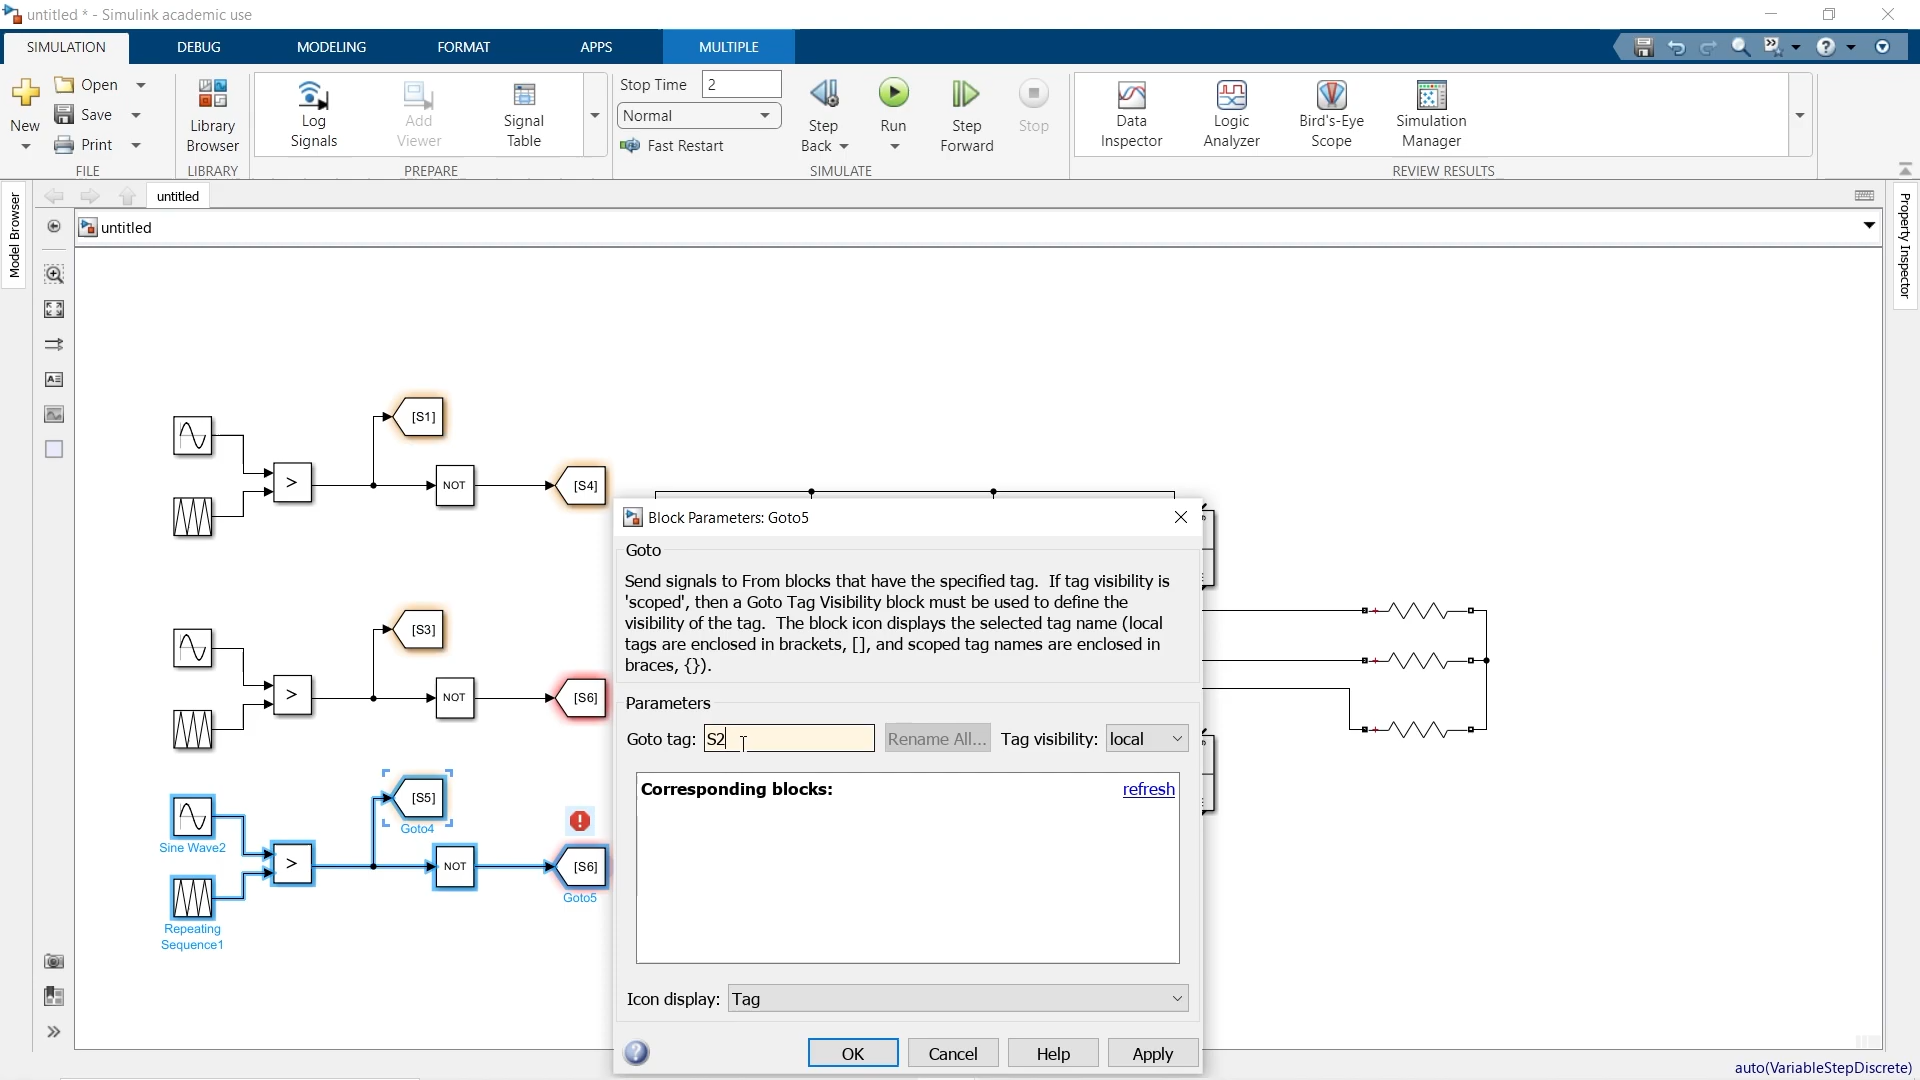 untitled * - Simulink academic use
SIMULATION DEBUG MODELING FORMAT APPS MULTIPLE
New
Open
Save
Print
FILE
Library
Browser
LIBRARY
Log
Signals
Add
Viewer
Signal
Table
PREPARE
Stop Time 2
Normal
Fast Restart
Step
Back
Run
Step
Forward
Stop
SIMULATE
Data
Inspector
Logic
Analyzer
Bird's-Eye
Scope
Simulation
Manager
REVIEW RESULTS
Model Browser
untitled
untitled
Property Inspector
[S1]
>
NOT
[S4]
[S3]
>
NOT
[S6]
[S5]
Goto4
Sine Wave2
>
NOT
[S6]
Goto5
Repeating
Sequence1
Block Parameters: Goto5
Goto
Send signals to From blocks that have the specified tag. If tag visibility is
'scoped', then a Goto Tag Visibility block must be used to define the
visibility of the tag. The block icon displays the selected tag name (local
tags are enclosed in brackets, [], and scoped tag names are enclosed in
braces, {}).
Parameters
Goto tag: S2 Rename All... Tag visibility: local
Corresponding blocks: refresh
Icon display: Tag
OK Cancel Help Apply
auto(VariableStepDiscrete)